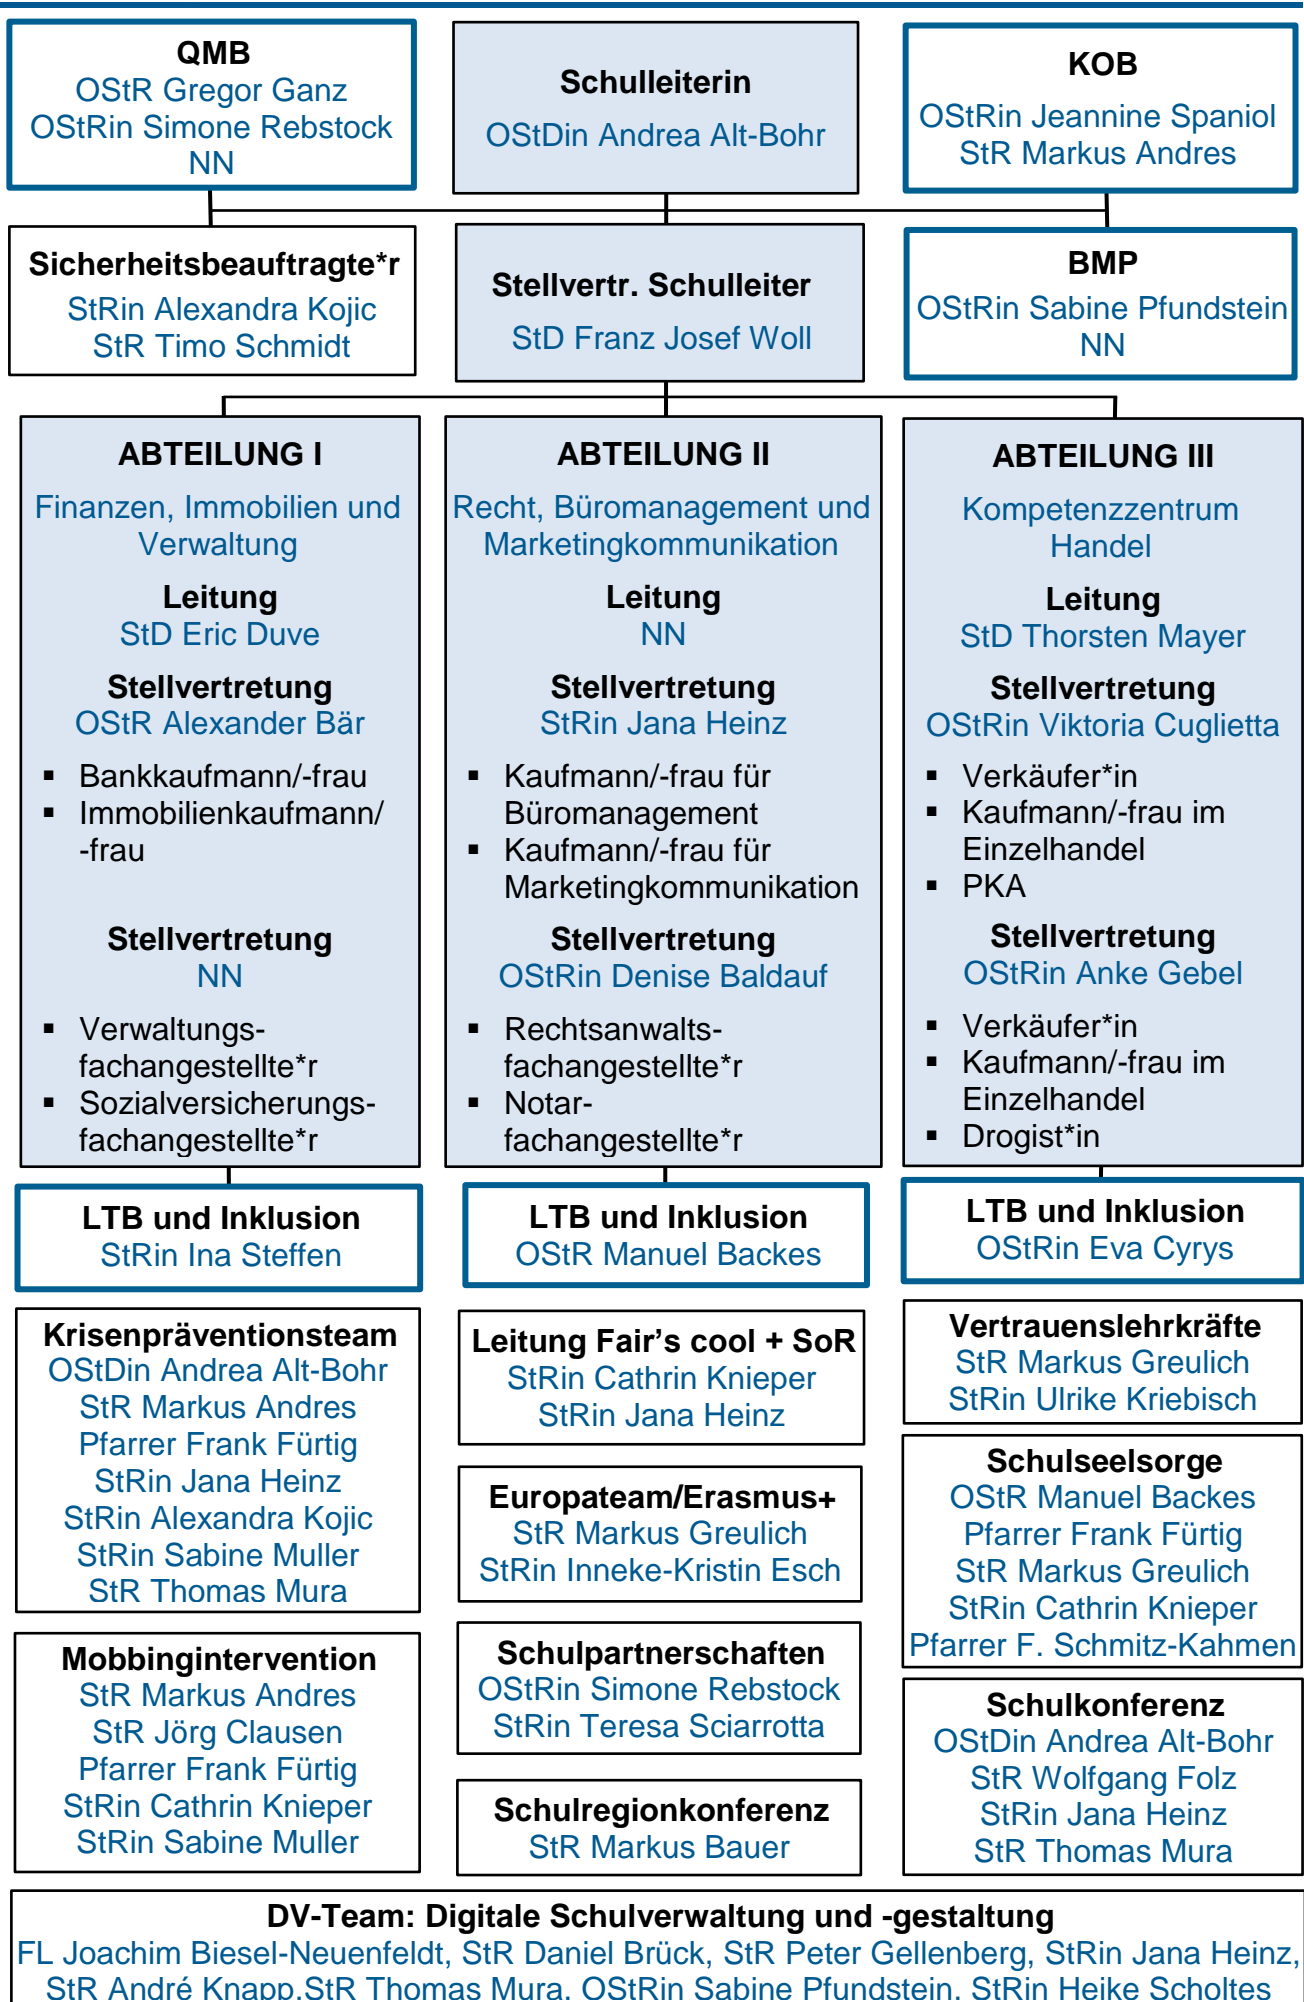 QMB
OStR Gregor Ganz
OStRin Simone Rebstock
NN
Schulleiterin
OStDin Andrea Alt-Bohr
KOB
OStRin Jeannine Spaniol
StR Markus Andres
Sicherheitsbeauftragte*r
StRin Alexandra Kojic
StR Timo Schmidt
Stellvertr. Schulleiter
StD Franz Josef Woll
BMP
OStRin Sabine Pfundstein
NN
ABTEILUNG I
Finanzen, Immobilien und
Verwaltung
Leitung
StD Eric Duve
Stellvertretung
OStR Alexander Bär
▪ Bankkaufmann/-frau
▪ Immobilienkaufmann/
-frau
Stellvertretung
NN
▪ Verwaltungs-
fachangestellte*r
▪ Sozialversicherungs-
fachangestellte*r
ABTEILUNG II
Recht, Büromanagement und
Marketingkommunikation
Leitung
NN
Stellvertretung
StRin Jana Heinz
▪ Kaufmann/-frau für
Büromanagement
▪ Kaufmann/-frau für
Marketingkommunikation
Stellvertretung
OStRin Denise Baldauf
▪ Rechtsanwalts-
fachangestellte*r
▪ Notar-
fachangestellte*r
ABTEILUNG III
Kompetenzzentrum
Handel
Leitung
StD Thorsten Mayer
Stellvertretung
OStRin Viktoria Cuglietta
▪ Verkäufer*in
▪ Kaufmann/-frau im
Einzelhandel
▪ PKA
Stellvertretung
OStRin Anke Gebel
▪ Verkäufer*in
▪ Kaufmann/-frau im
Einzelhandel
▪ Drogist*in
LTB und Inklusion
StRin Ina Steffen
LTB und Inklusion
OStR Manuel Backes
LTB und Inklusion
OStRin Eva Cyrys
Krisenpräventionsteam
OStDin Andrea Alt-Bohr
StR Markus Andres
Pfarrer Frank Fürtig
StRin Jana Heinz
StRin Alexandra Kojic
StRin Sabine Muller
StR Thomas Mura
Mobbingintervention
StR Markus Andres
StR Jörg Clausen
Pfarrer Frank Fürtig
StRin Cathrin Knieper
StRin Sabine Muller
Leitung Fair's cool + SoR
StRin Cathrin Knieper
StRin Jana Heinz
Europateam/Erasmus+
StR Markus Greulich
StRin Inneke-Kristin Esch
Schulpartnerschaften
OStRin Simone Rebstock
StRin Teresa Sciarrotta
Schulregionkonferenz
StR Markus Bauer
Vertrauenslehrkräfte
StR Markus Greulich
StRin Ulrike Kriebisch
Schulseelsorge
OStR Manuel Backes
Pfarrer Frank Fürtig
StR Markus Greulich
StRin Cathrin Knieper
Pfarrer F. Schmitz-Kahmen
Schulkonferenz
OStDin Andrea Alt-Bohr
StR Wolfgang Folz
StRin Jana Heinz
StR Thomas Mura
DV-Team: Digitale Schulverwaltung und -gestaltung
FL Joachim Biesel-Neuenfeldt, StR Daniel Brück, StR Peter Gellenberg, StRin Jana Heinz,
StR André Knapp,StR Thomas Mura, OStRin Sabine Pfundstein, StRin Heike Scholtes